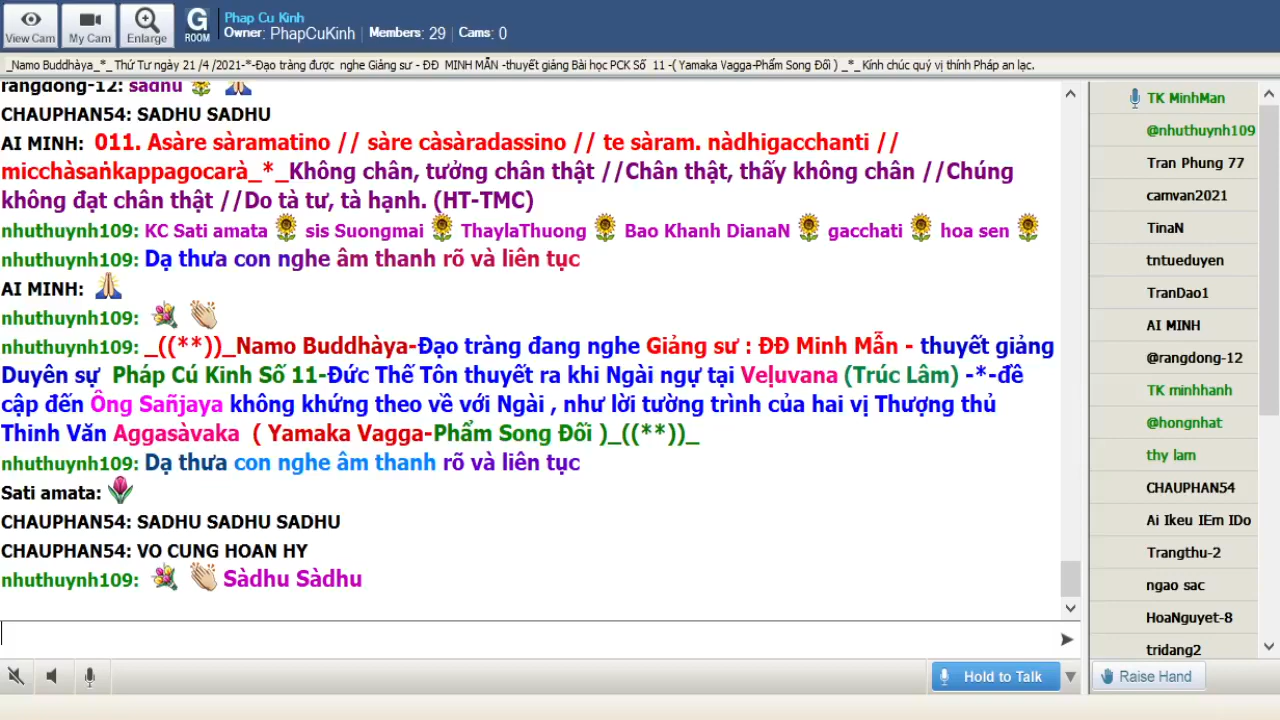 View Cam
My Cam
Enlarge
G
ROOM
Phap Cu Kinh
Owner: PhapCuKinh Members: 29 Cams: 0
_Namo Buddhàya_*_ Thứ Tư ngày 21 /4 /2021-*-Đạo tràng được nghe Giảng sư - ĐĐ MINH MẪN -thuyết giảng Bài học PCK Số 11 -( Yamaka Vagga-Phẩm Song Đối ) _*_ Kính chúc quý vị thính Pháp an lạc.
rangdong-12: sadhu
CHAUPHAN54: SADHU SADHU
AI MINH: 011. Asàre sàramatino // sàre càsàradassino // te sàram. nàdhigacchanti //
micchàsaṅkappagocarà_*_Không chân, tưởng chân thật //Chân thật, thấy không chân //Chúng
không đạt chân thật //Do tà tư, tà hạnh. (HT-TMC)
nhuthuynh109: KC Sati amata sis Suongmai ThaylaThuong Bao Khanh DianaN gacchati hoa sen
nhuthuynh109: Dạ thưa con nghe âm thanh rõ và liên tục
AI MINH:
nhuthuynh109:
nhuthuynh109: _((**))_Namo Buddhàya-Đạo tràng đang nghe Giảng sư : ĐĐ Minh Mẫn - thuyết giảng
Duyên sự Pháp Cú Kinh Số 11-Đức Thế Tôn thuyết ra khi Ngài ngự tại Veḷuvana (Trúc Lâm) -*-đề
cập đến Ông Sañjaya không khứng theo về với Ngài , như lời tường trình của hai vị Thượng thủ
Thinh Văn Aggasàvaka ( Yamaka Vagga-Phẩm Song Đối )_((**))_
nhuthuynh109: Dạ thưa con nghe âm thanh rõ và liên tục
Sati amata:
CHAUPHAN54: SADHU SADHU SADHU
CHAUPHAN54: VO CUNG HOAN HY
nhuthuynh109: Sàdhu Sàdhu
Hold to Talk
TK MinhMan
@nhuthuynh109
Tran Phung 77
camvan2021
TinaN
tntueduyen
TranDao1
AI MINH
@rangdong-12
TK minhhanh
@hongnhat
thy lam
CHAUPHAN54
Ai Ikeu IEm IDo
Trangthu-2
ngao sac
HoaNguyet-8
tridang2
Raise Hand